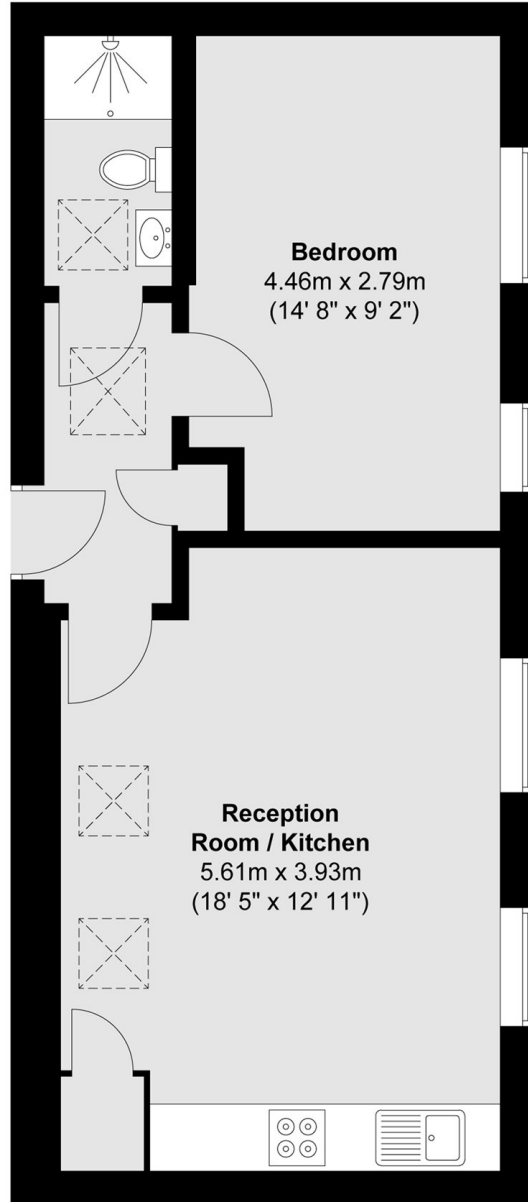 Bedroom
4.46m x 2.79m
(14' 8" x 9' 2")
Reception
Room / Kitchen
5.61m x 3.93m
(18' 5" x 12' 11")